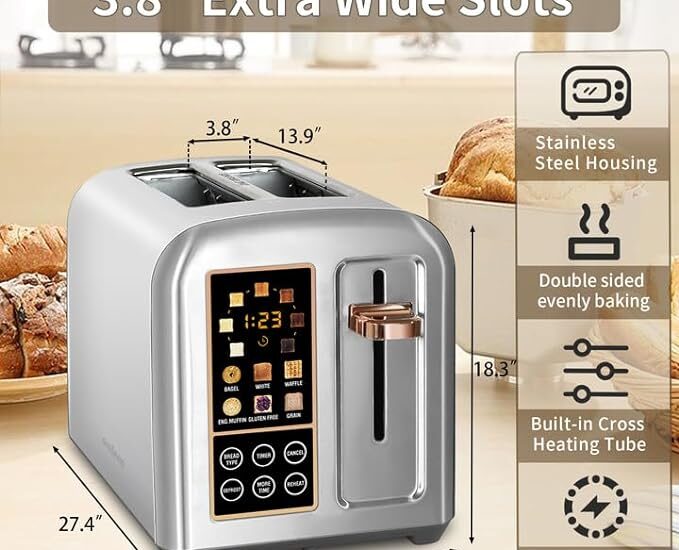 3.8" Extra Wide Slots
3.8"
13.9"
Stainless
Steel Housing
Double sided
evenly baking
18.3"
Built-in Cross
Heating Tube
27.4"
1:23
BAGEL WHITE WAFFLE
ENG.MUFFIN GLUTEN FREE GRAIN
BREAD TYPE
TIMER
CANCEL
DEFROST
MORE TIME
REHEAT